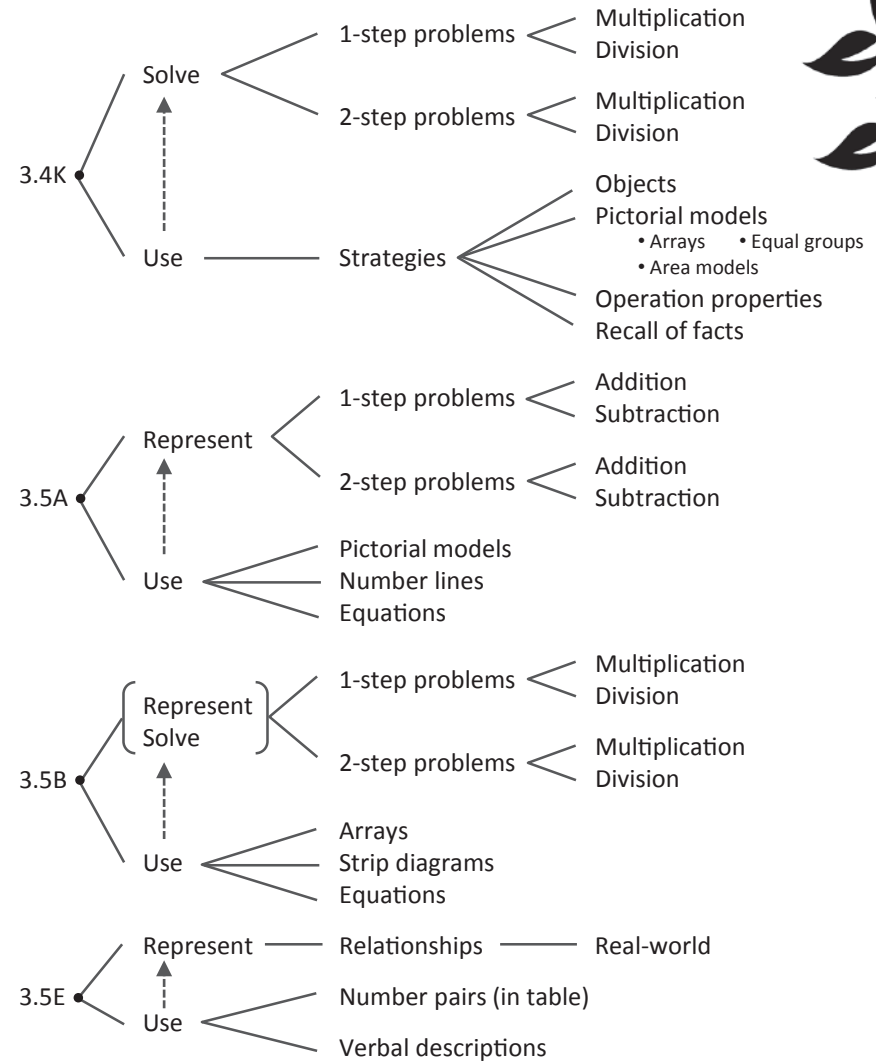 1-step problems
Multiplication
Division
Solve
2-step problems
Multiplication
Division
3.4K
Use
Strategies
Objects
Pictorial models
• Arrays • Equal groups
• Area models
Operation properties
Recall of facts
1-step problems
Addition
Subtraction
Represent
2-step problems
Addition
Subtraction
3.5A
Use
Pictorial models
Number lines
Equations
1-step problems
Multiplication
Division
Represent
Solve
2-step problems
Multiplication
Division
3.5B
Use
Arrays
Strip diagrams
Equations
Represent
Relationships
Real-world
3.5E
Use
Number pairs (in table)
Verbal descriptions